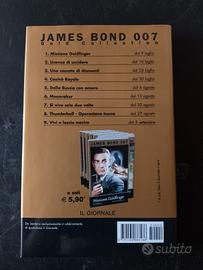 JAMES BOND 007
Gold Collection
1. Missione Goldfinger dal 9 luglio
2. Licenza di uccidere dal 16 luglio
3. Una cascata di diamanti dal 23 luglio
4. Casinò Royale dal 30 luglio
5. Dalla Russia con amore dal 6 agosto
6. Moonraker dal 13 agosto
7. Si vive solo due volte dal 20 agosto
8. Thunderball - Operazione tuono dal 27 agosto
9. Vivi e lascia morire dal 3 settembre
a soli
€ 5,90*
Missione Goldfinger
IL GIORNALE
Subito